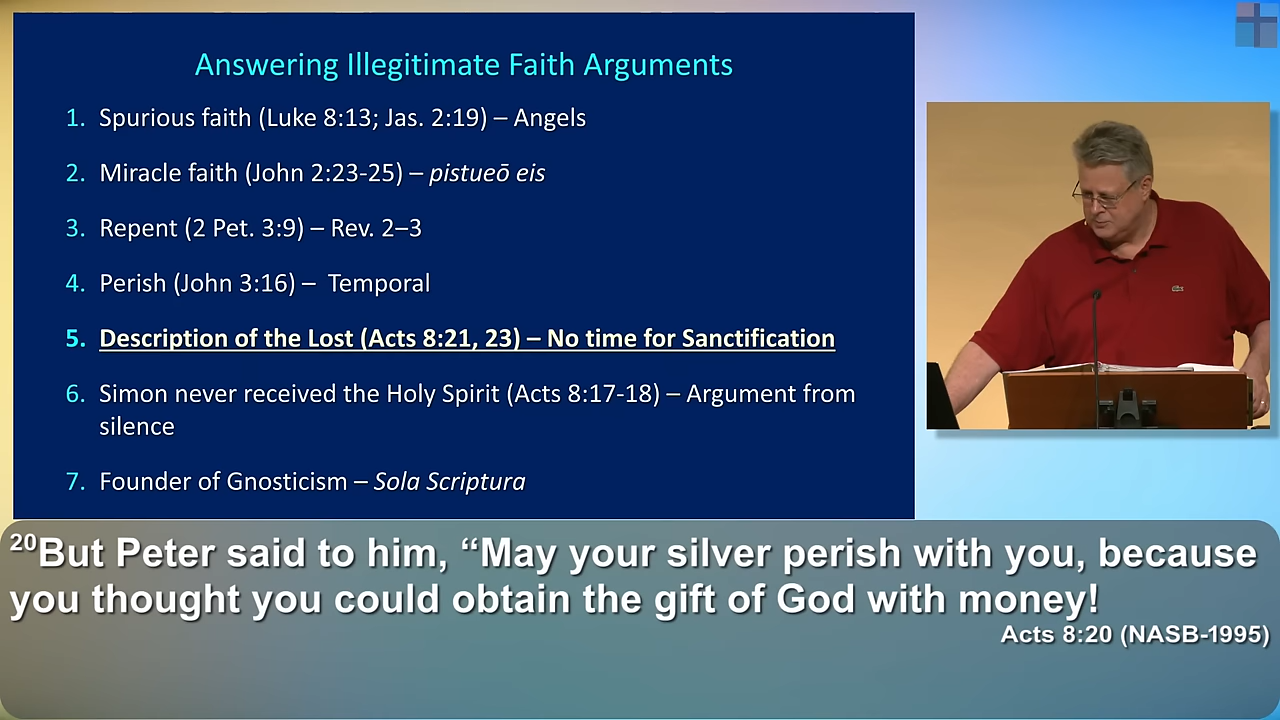 Answering Illegitimate Faith Arguments
1. Spurious faith (Luke 8:13; Jas. 2:19) – Angels
2. Miracle faith (John 2:23-25) – pistueō eis
3. Repent (2 Pet. 3:9) – Rev. 2–3
4. Perish (John 3:16) – Temporal
5. Description of the Lost (Acts 8:21, 23) – No time for Sanctification
6. Simon never received the Holy Spirit (Acts 8:17-18) – Argument from
silence
7. Founder of Gnosticism – Sola Scriptura
20But Peter said to him, “May your silver perish with you, because
you thought you could obtain the gift of God with money!
Acts 8:20 (NASB-1995)